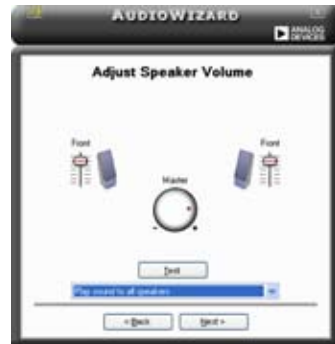 AUDIOWIZARD
ANALOG
DEVICES
Adjust Speaker Volume
Front
Front
Master
- +
Test
Play sound to all speakers
< Back
Next >